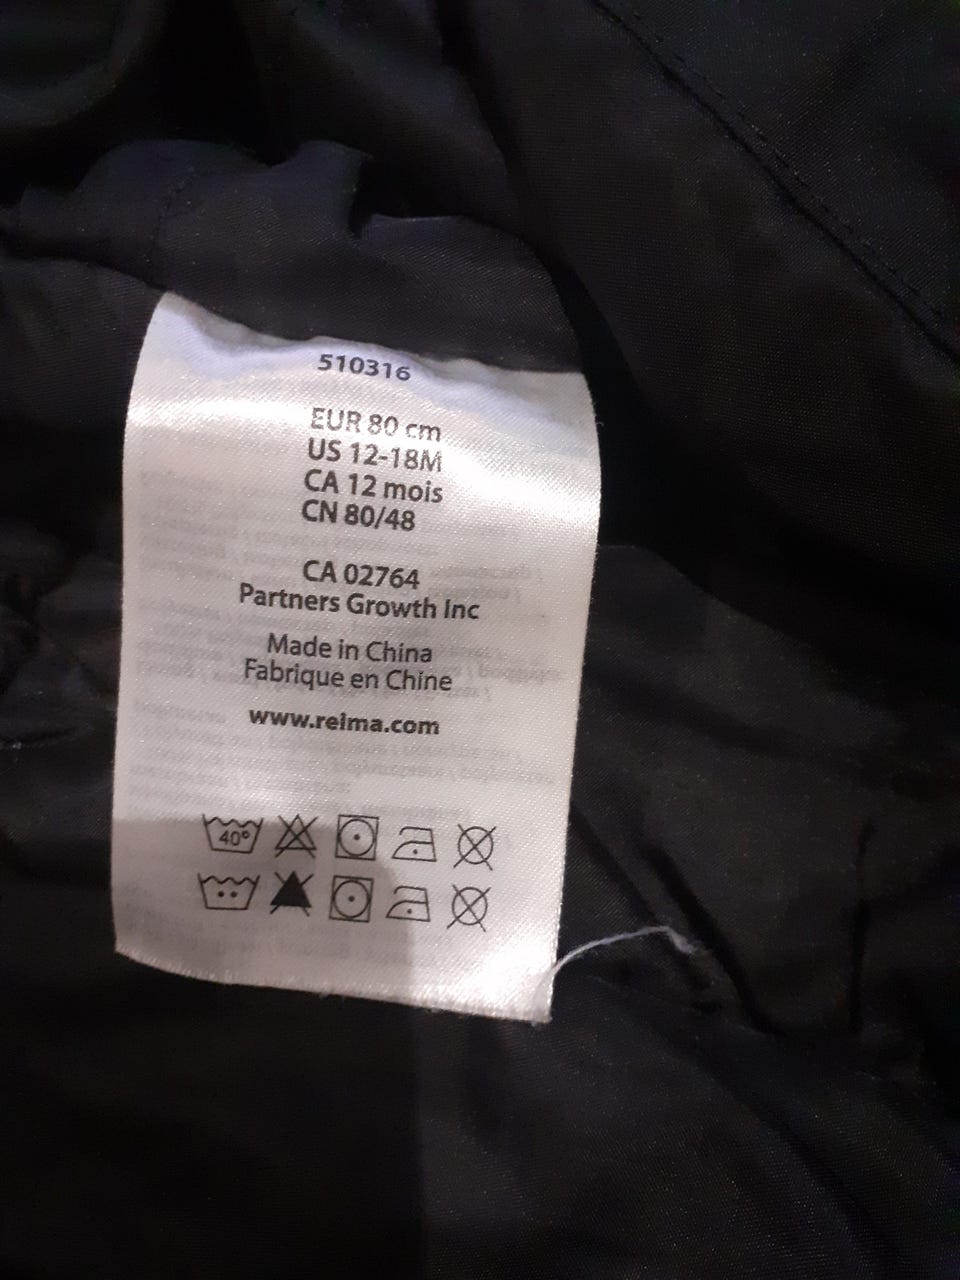 510316
EUR 80 cm
US 12-18M
CA 12 mois
CN 80/48
CA 02764
Partners Growth Inc
Made in China
Fabrique en Chine
www.reima.com
40°